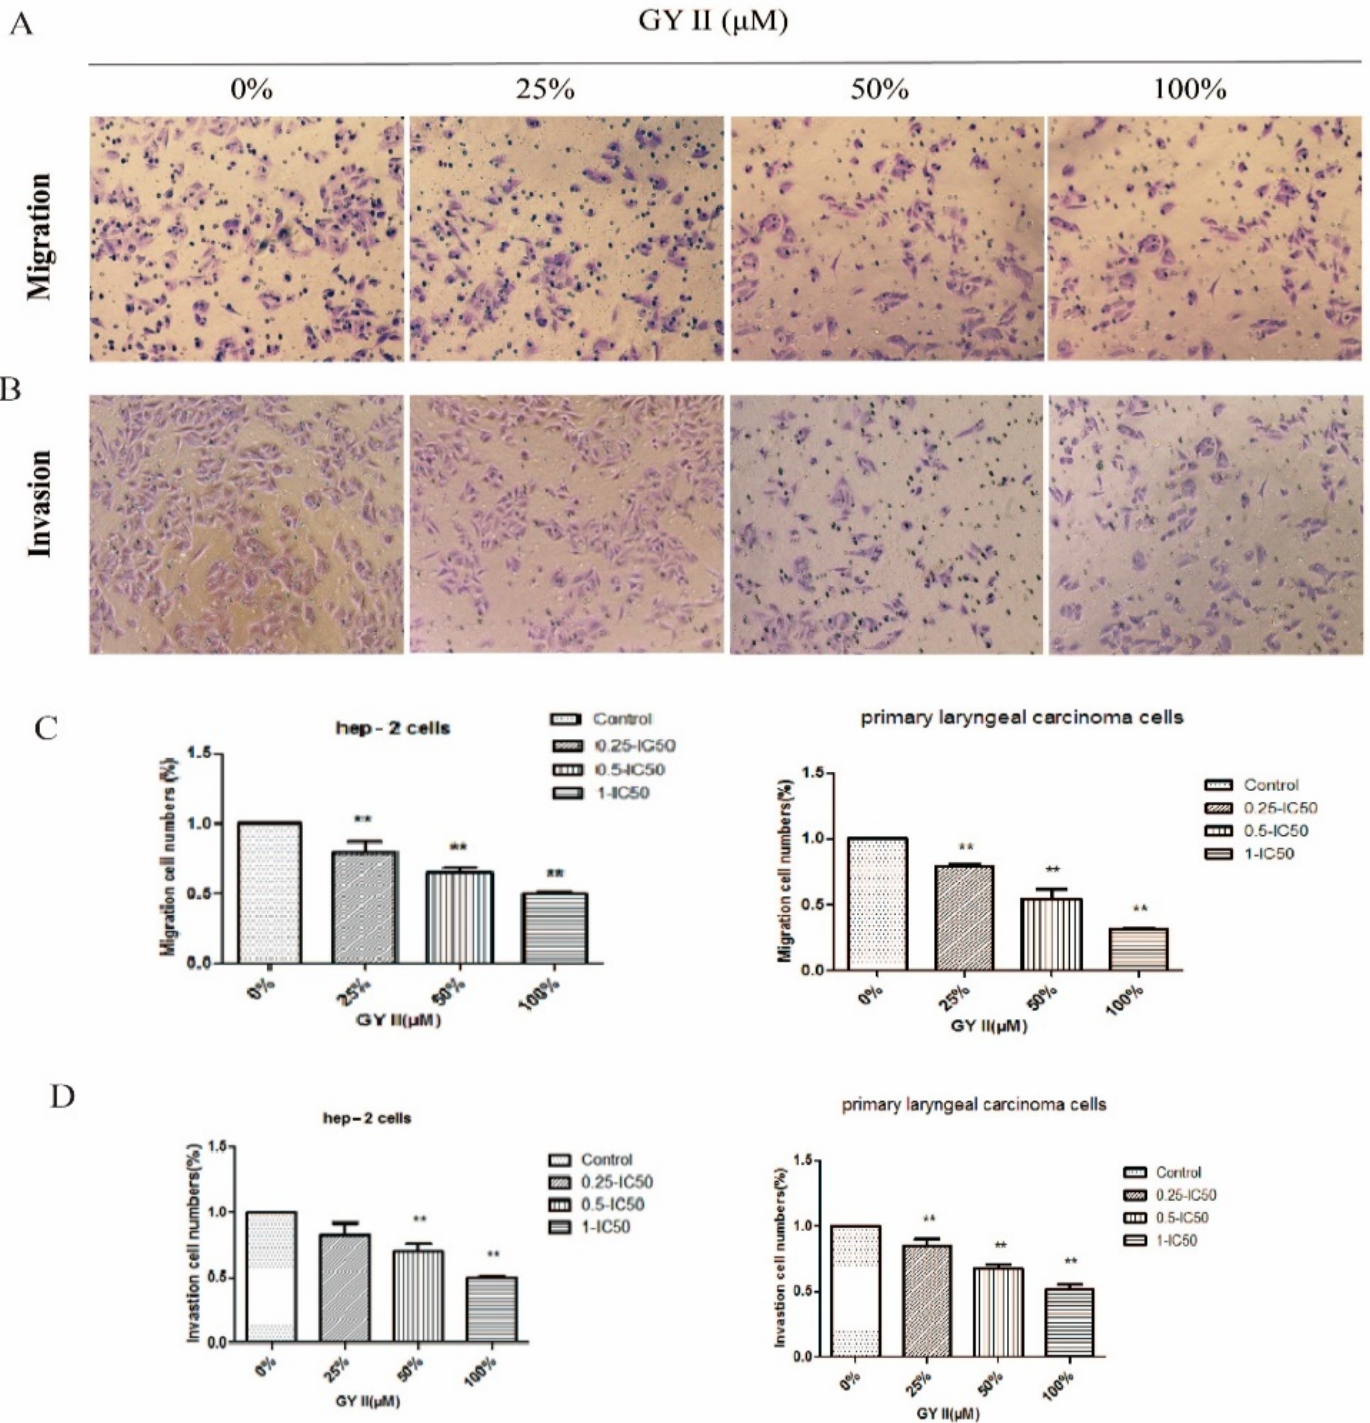 A
GY II (μM)
0% 25% 50% 100%
Migration
B
Invasion
C
hep-2 cells
Control
0.25-IC50
0.5-IC50
1-IC50
Migration cell numbers (%)
1.5
1.0
0.5
0.0
0% 25% 50% 100%
GY II(μM)
primary laryngeal carcinoma cells
Control
0.25-IC50
0.5-IC50
1-IC50
Migration cell numbers(%)
1.5
1.0
0.5
0.0
** ** **
** ** **
0% 25% 50% 100%
GY II(μM)
D
hep-2 cells
Control
0.25-IC50
0.5-IC50
1-IC50
Invastion cell numbers(%)
1.5
1.0
0.5
0.0
** **
0% 25% 50% 100%
GY II(μM)
primary laryngeal carcinoma cells
Control
0.25-IC50
0.5-IC50
1-IC50
Invastion cell numbers(%)
1.5
1.0
0.5
0.0
** ** **
0% 25% 50% 100%
GY II(μM)